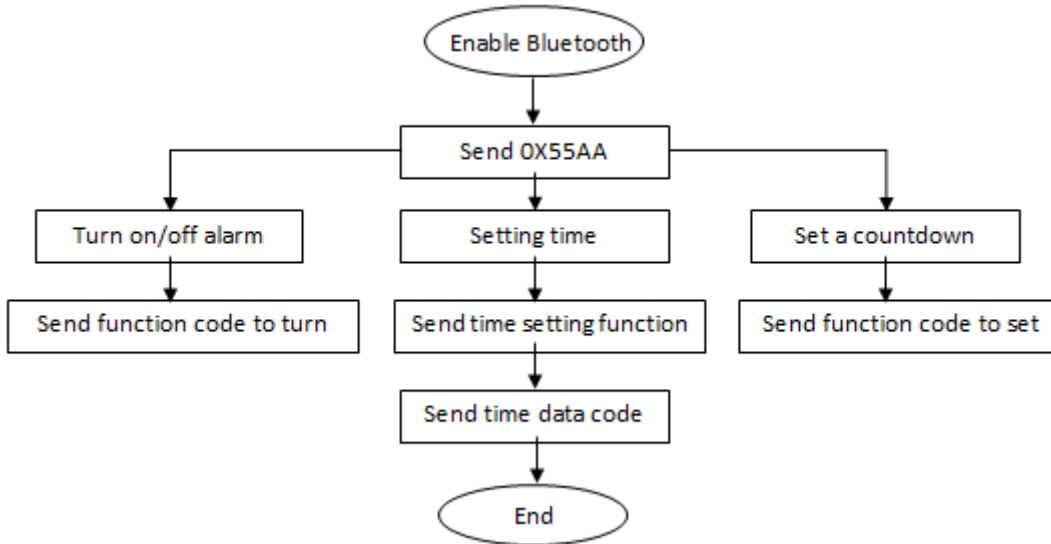 Enable Bluetooth
Send 0X55AA
Turn on/off alarm
Setting time
Set a countdown
Send function code to turn
Send time setting function
Send function code to set
Send time data code
End